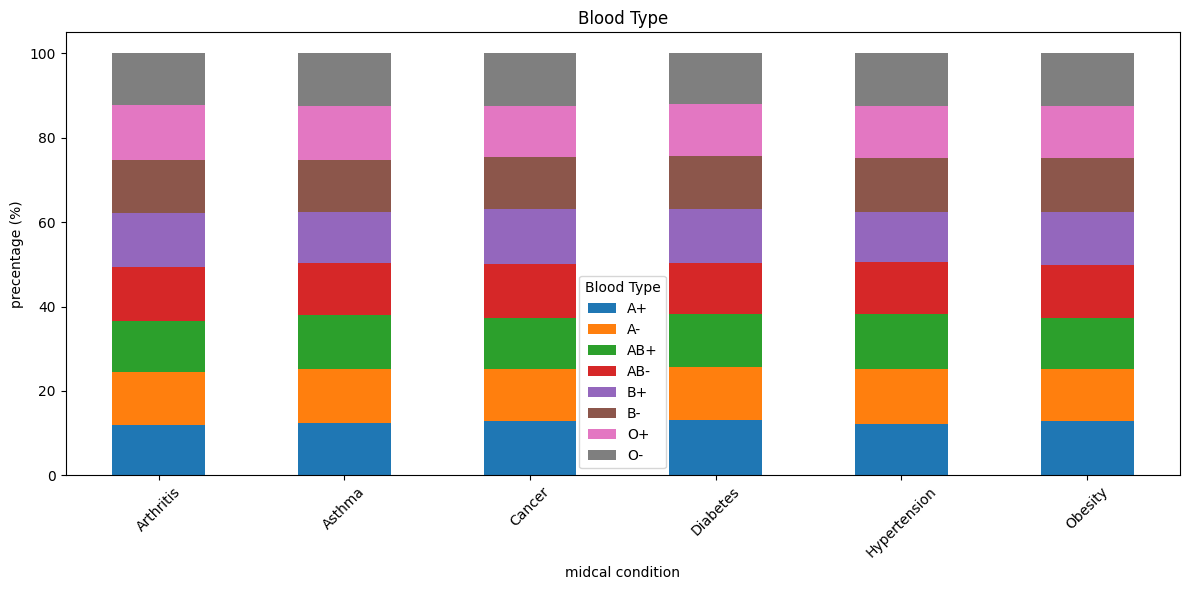 Blood Type
precentage (%)
100
80
60
40
20
0
Blood Type
A+
A-
AB+
AB-
B+
B-
O+
O-
Arthritis
Asthma
Cancer
Diabetes
Hypertension
Obesity
midcal condition